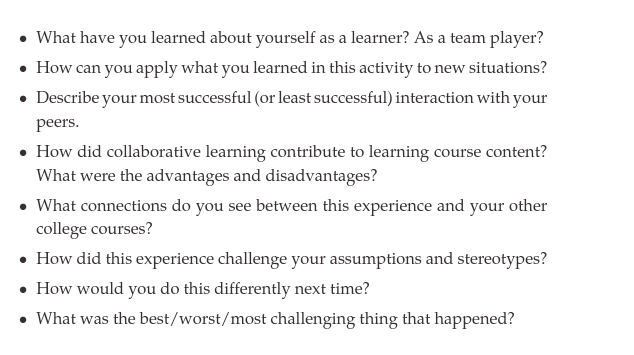 • What have you learned about yourself as a learner? As a team player?
• How can you apply what you learned in this activity to new situations?
• Describe your most successful (or least successful) interaction with your
peers.
• How did collaborative learning contribute to learning course content?
What were the advantages and disadvantages?
• What connections do you see between this experience and your other
college courses?
• How did this experience challenge your assumptions and stereotypes?
• How would you do this differently next time?
• What was the best/worst/most challenging thing that happened?